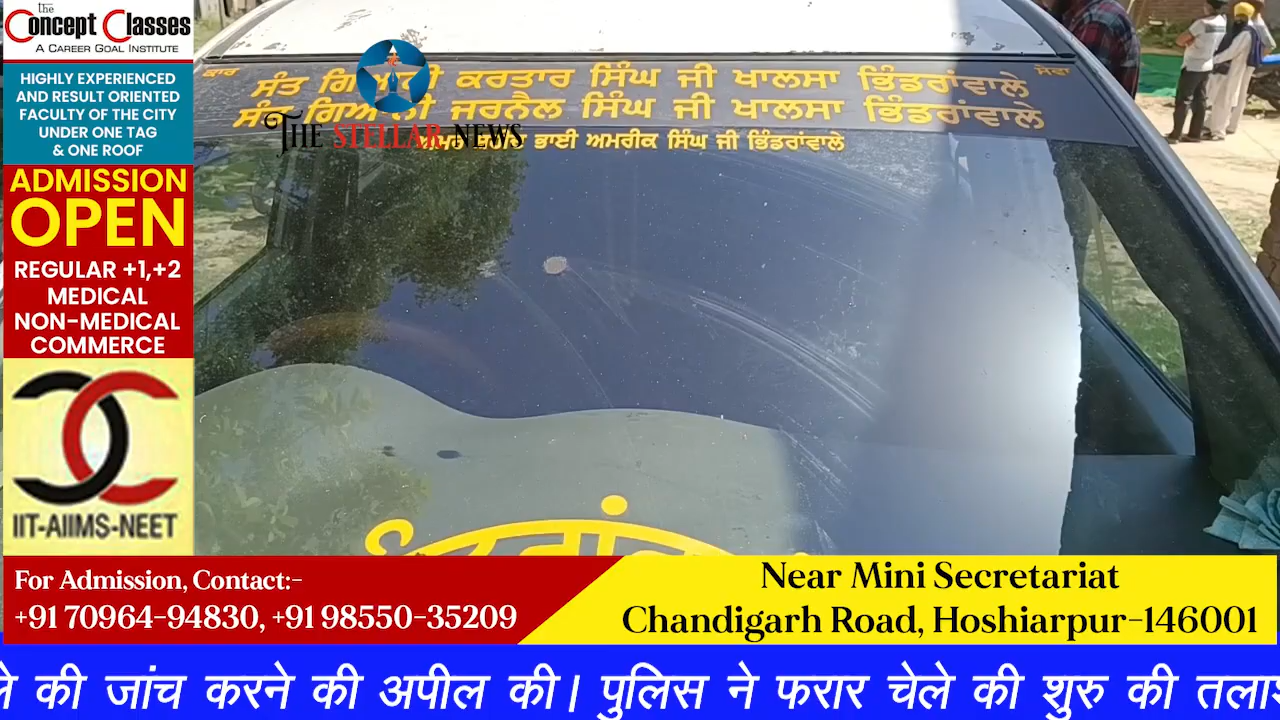 the
Concept Classes
A CAREER GOAL INSTITUTE
HIGHLY EXPERIENCED
AND RESULT ORIENTED
FACULTY OF THE CITY
UNDER ONE TAG
& ONE ROOF
ADMISSION
OPEN
REGULAR +1,+2
MEDICAL
NON-MEDICAL
COMMERCE
IIT-AIIMS-NEET
ਕਾਰ
ਸੇਵਾ
ਸੰਤ ਗਿਆਨੀ ਕਰਤਾਰ ਸਿੰਘ ਜੀ ਖਾਲਸਾ ਭਿੰਡਰਾਂਵਾਲੇ
ਸੰਤ ਗਿਆਨੀ ਜਰਨੈਲ ਸਿੰਘ ਜੀ ਖਾਲਸਾ ਭਿੰਡਰਾਂਵਾਲੇ
ਭਾਈ ਅਮਰੀਕ ਸਿੰਘ ਜੀ ਭਿੰਡਰਾਂਵਾਲੇ
THE STELLAR NEWS
For Admission, Contact:-
+91 70964-94830, +91 98550-35209
Near Mini Secretariat
Chandigarh Road, Hoshiarpur-146001
की जांच करने की अपील की। पुलिस ने फरार चेले की शुरु की